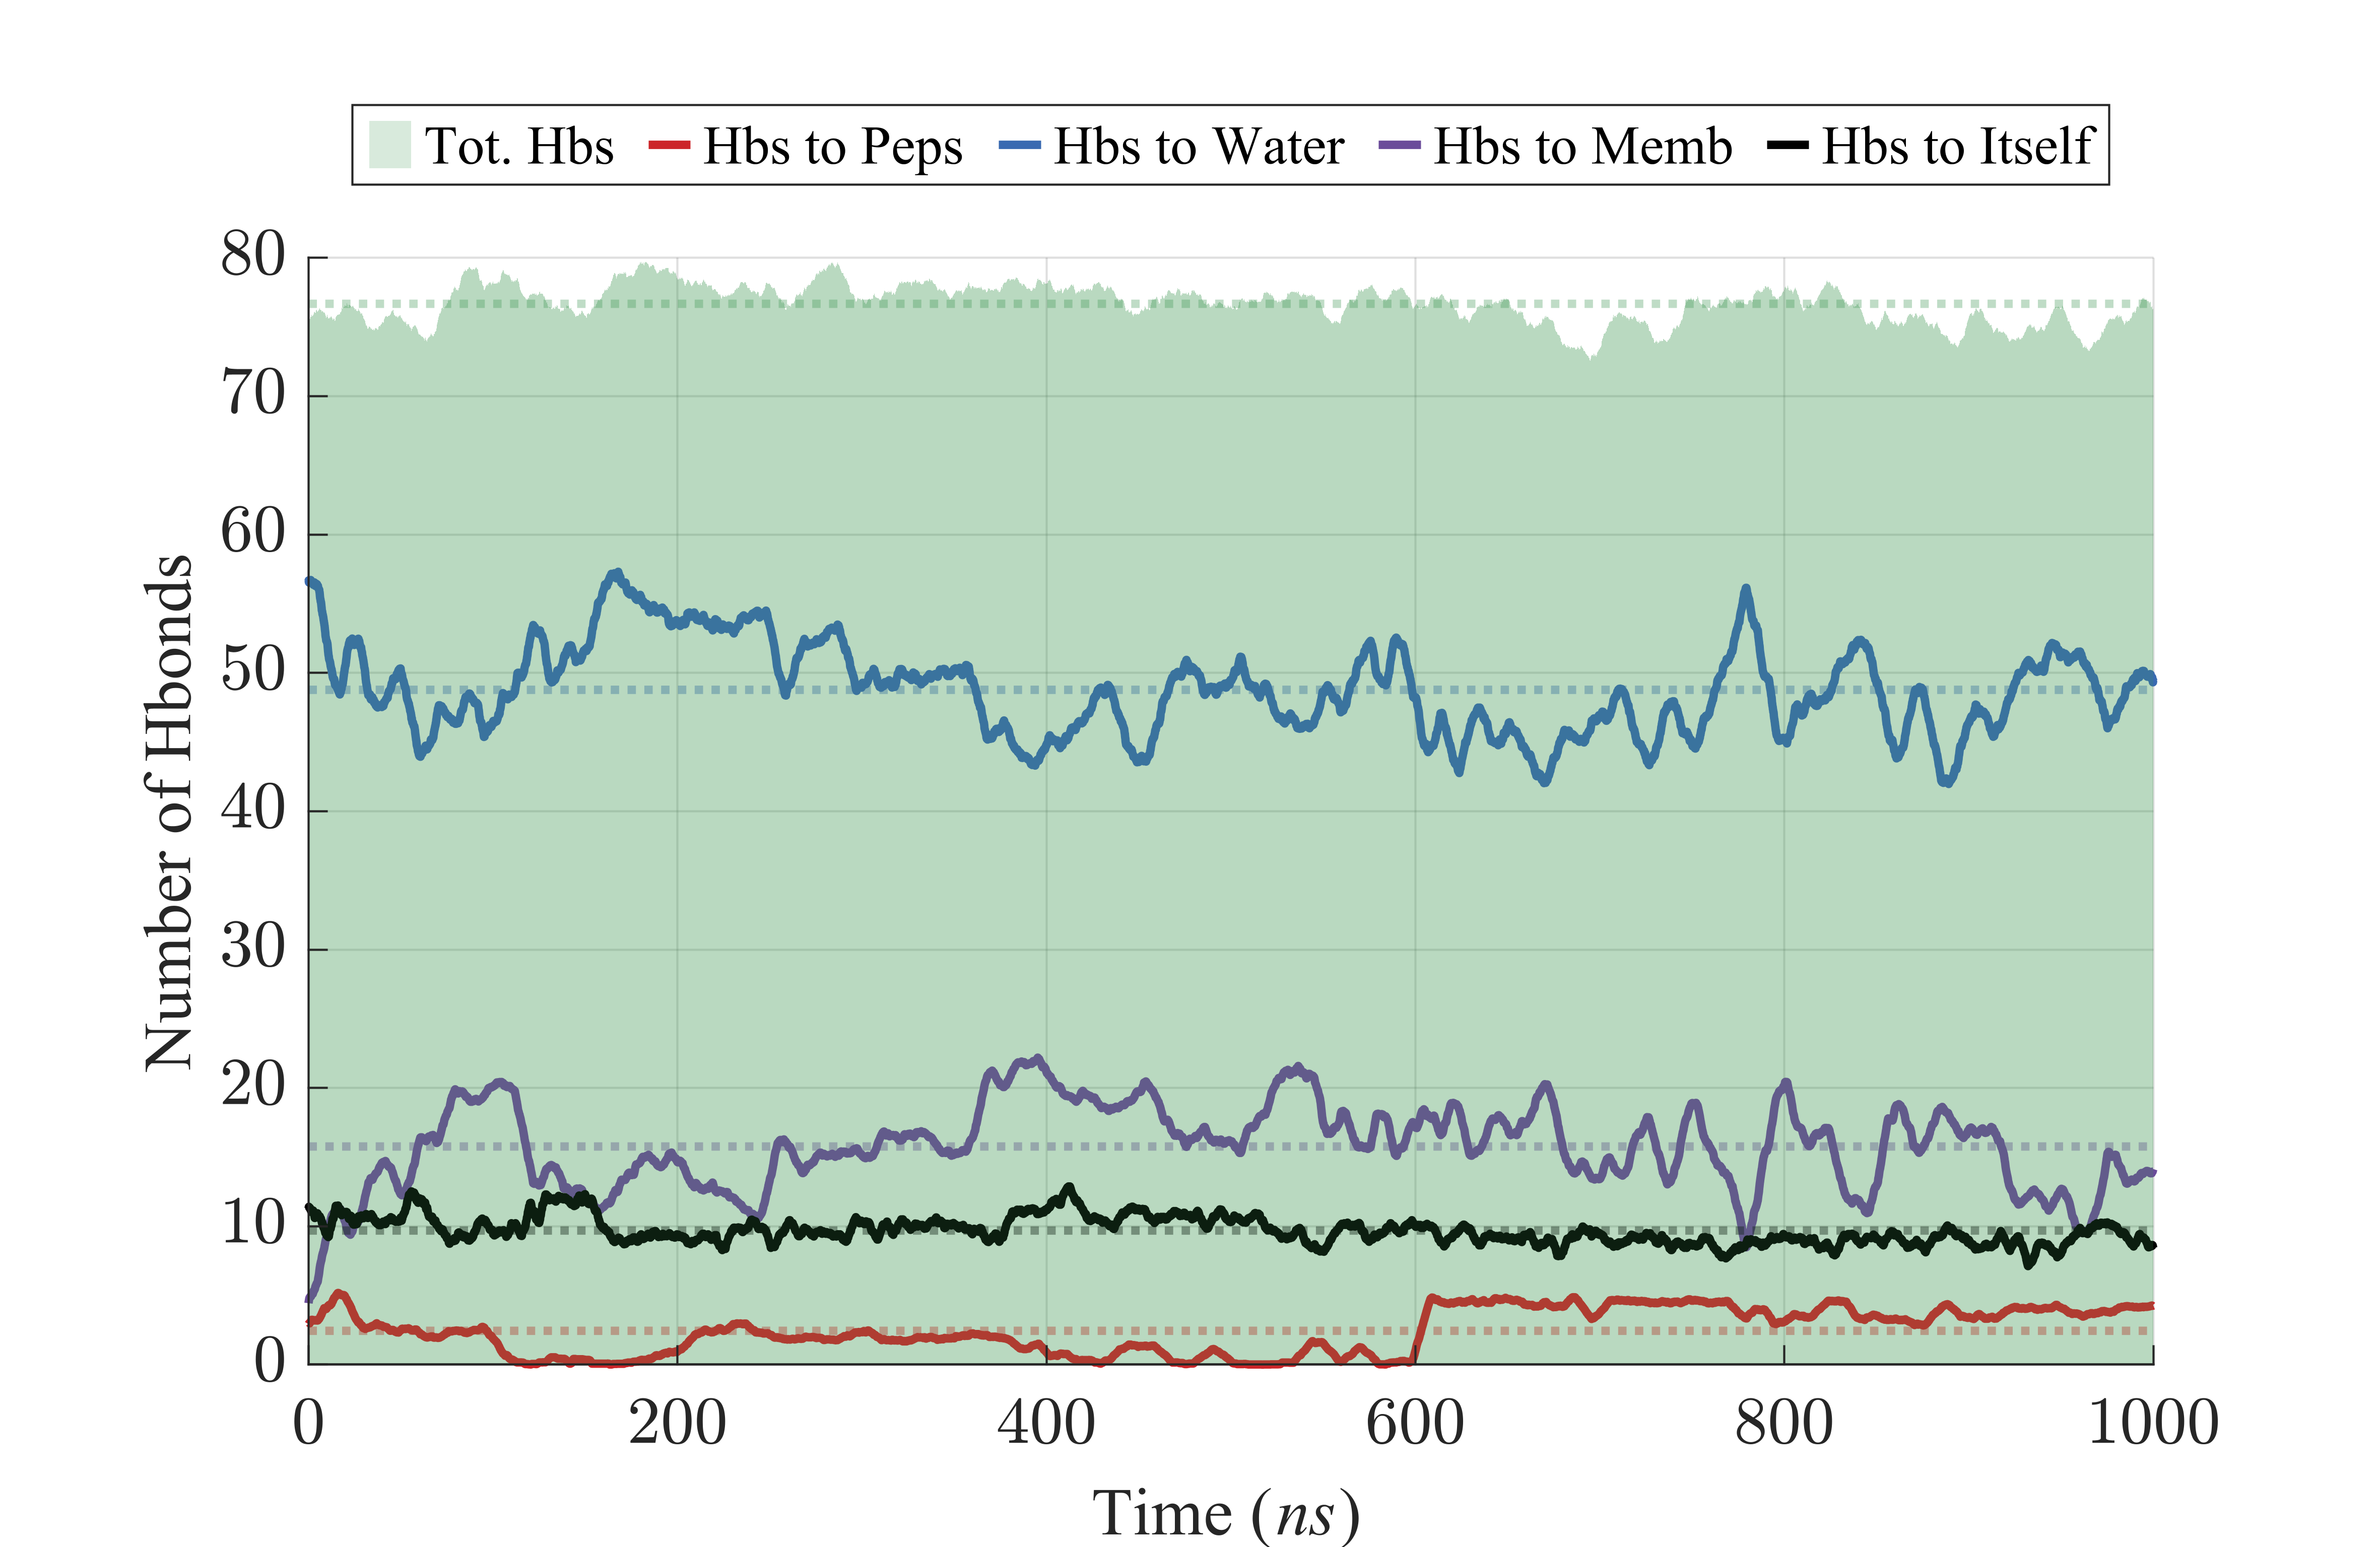 Tot. Hbs Hbs to Peps Hbs to Water Hbs to Memb Hbs to Itself
80
70
60
50
40
30
20
10
0
Number of Hbonds
0 200 400 600 800 1000
Time (ns)